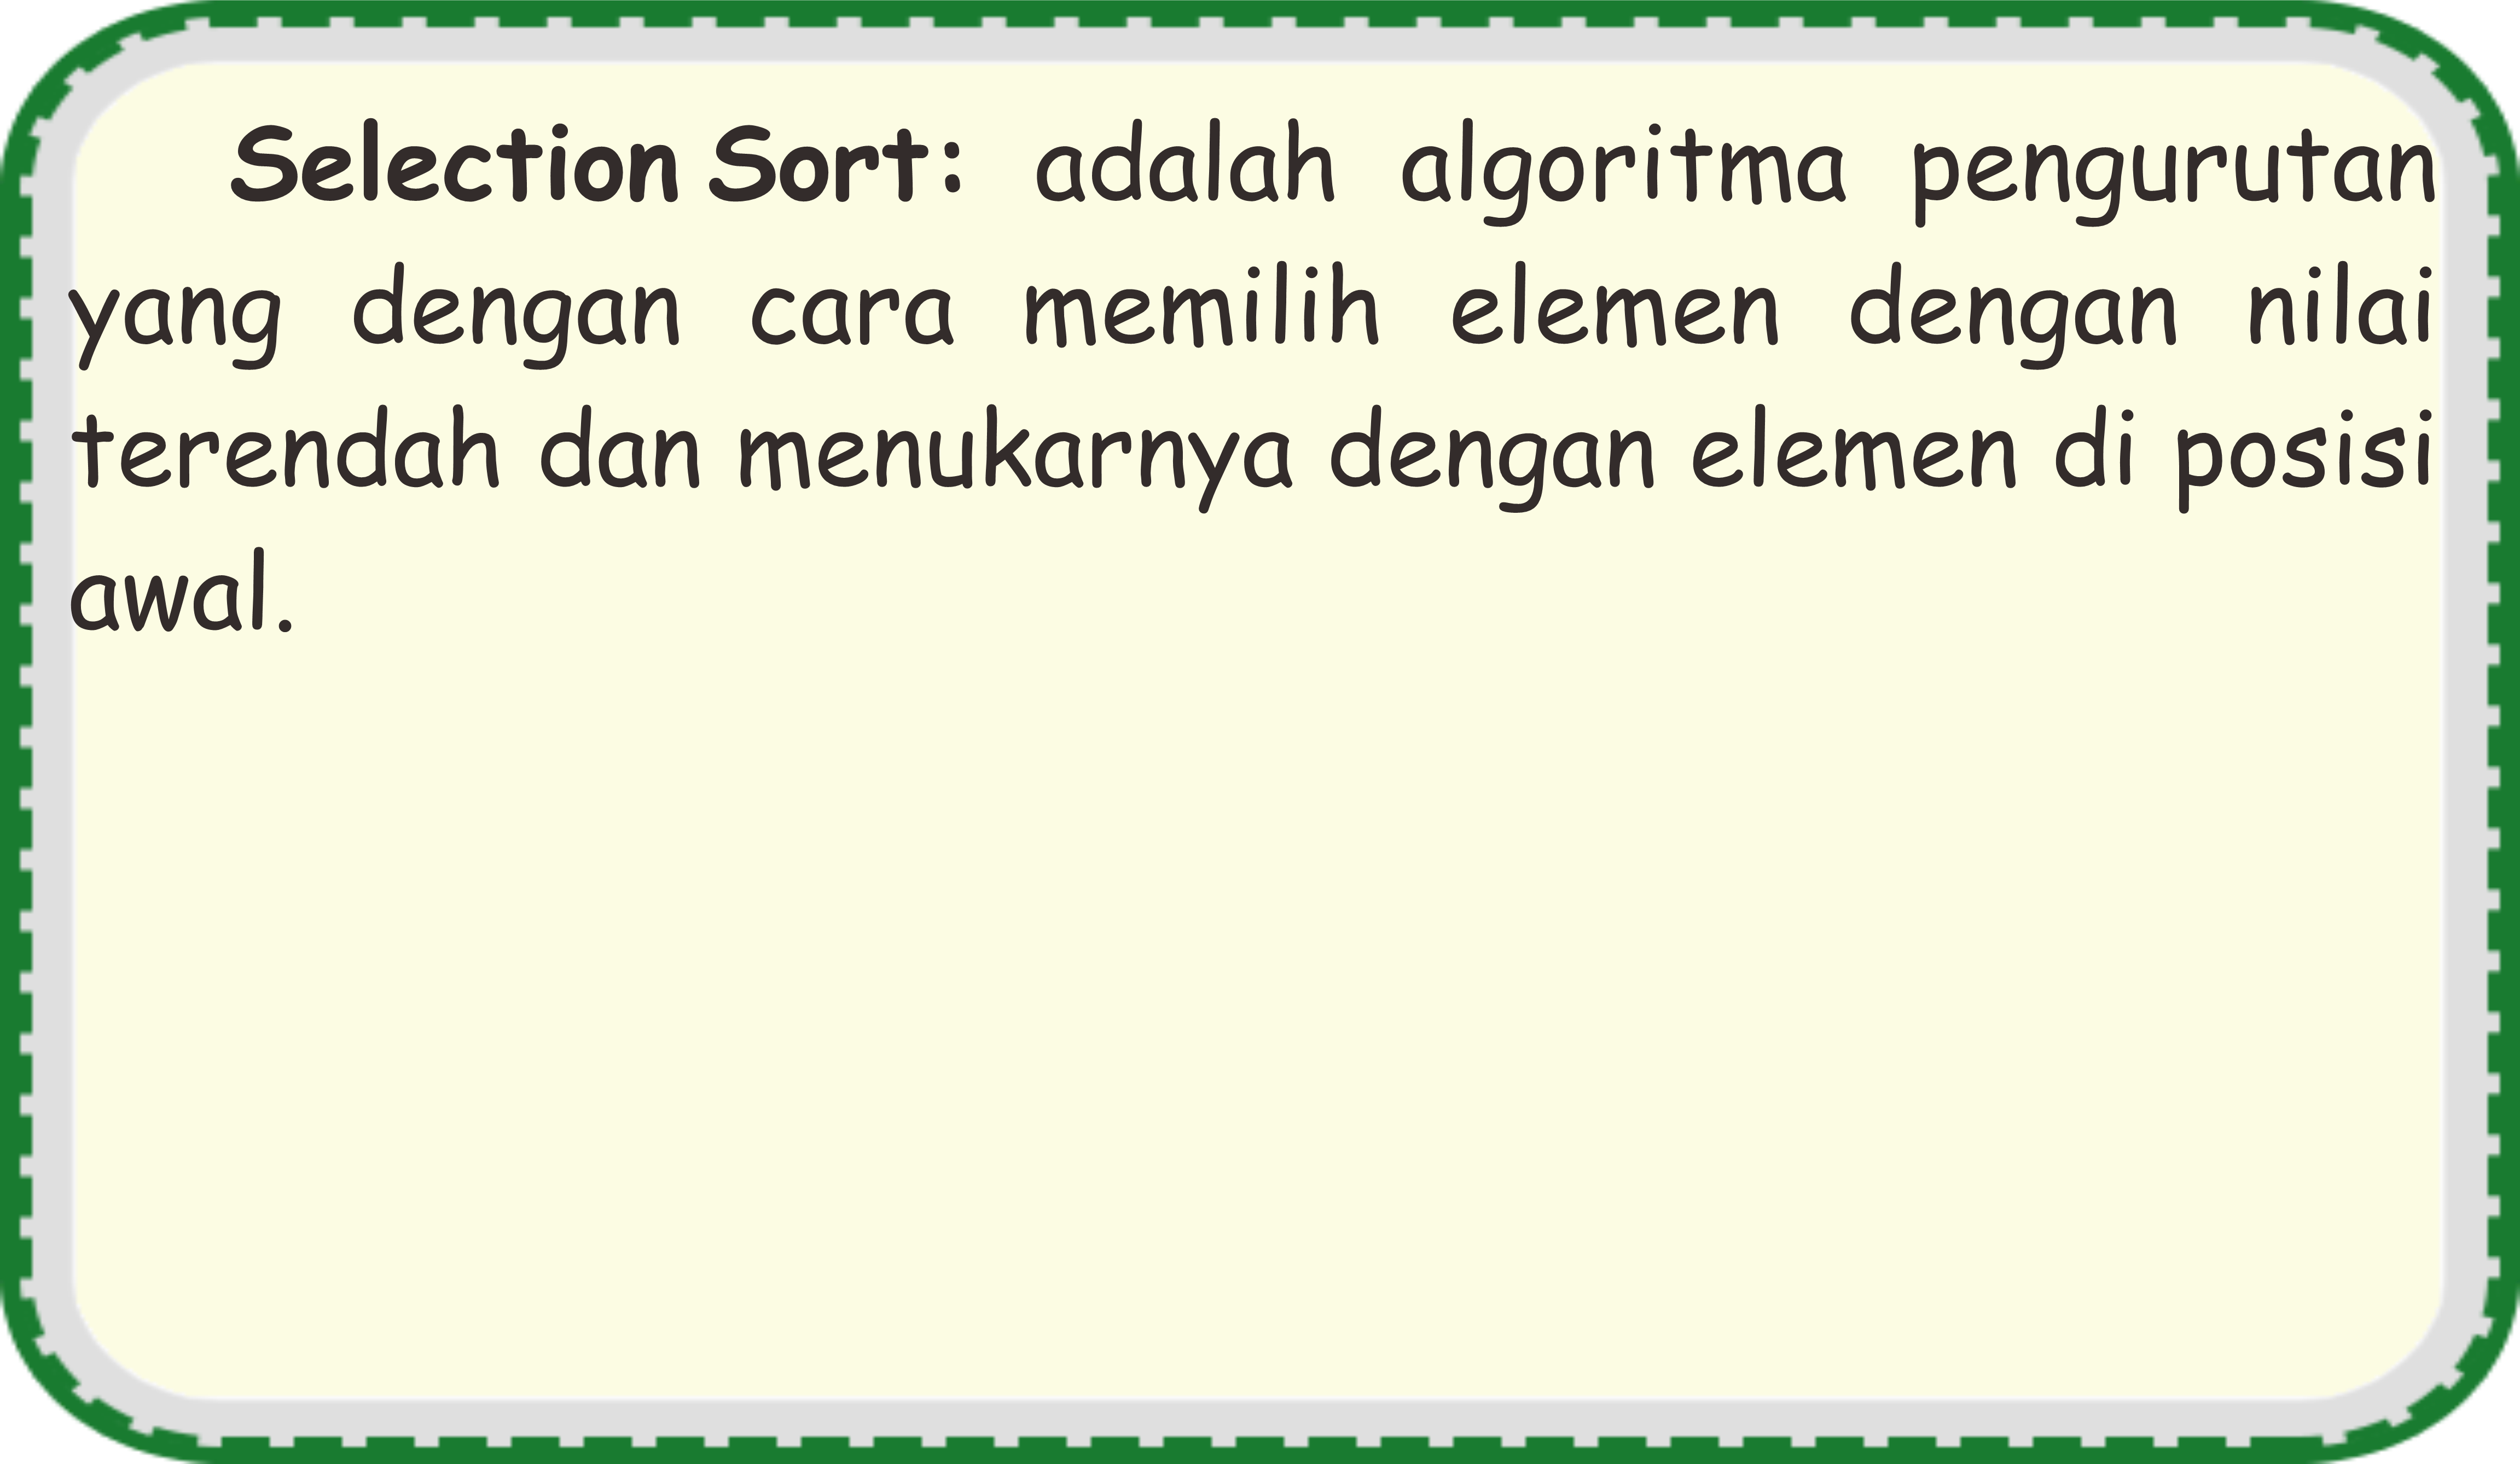 Selection Sort: adalah algoritma pengurutan
yang dengan cara menilih elemen dengan nilai
terendah dan menukarnya dengan elemen di posisi
awal.